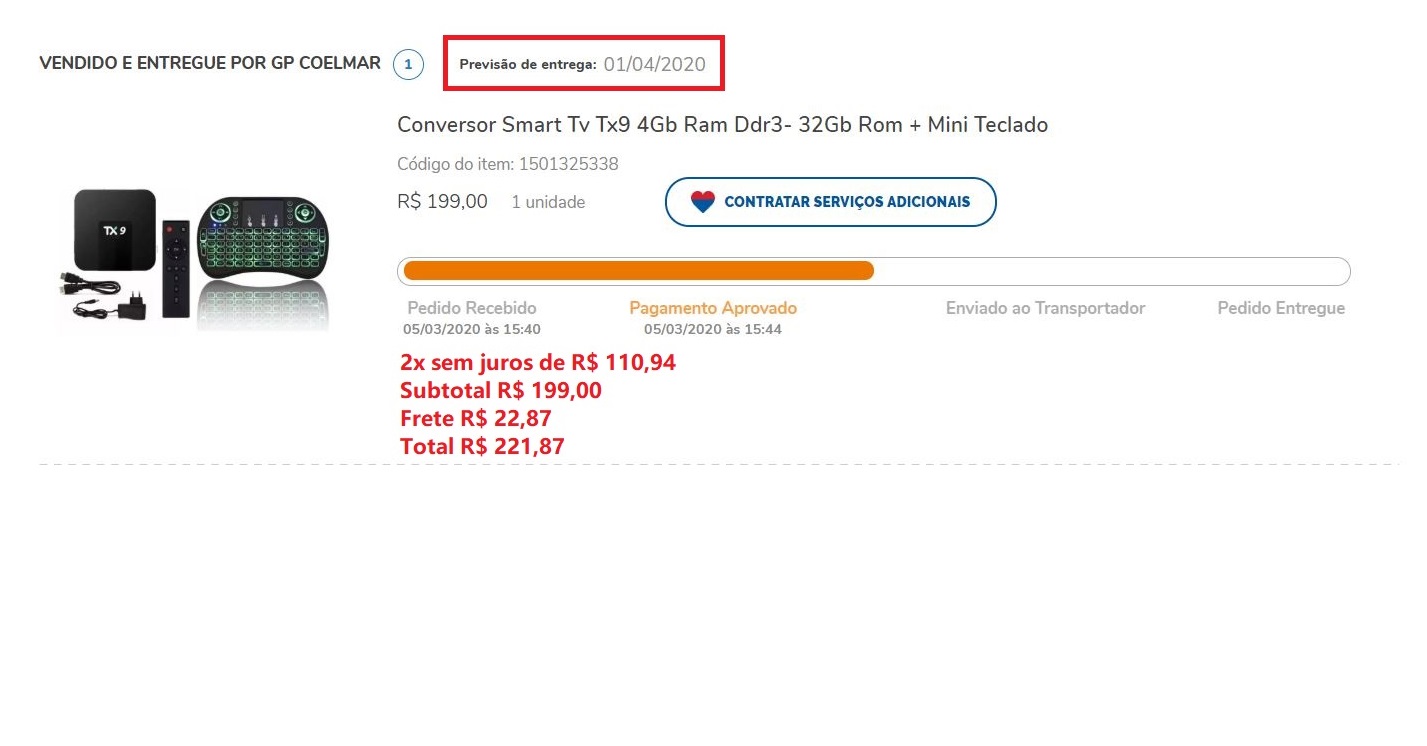 VENDIDO E ENTREGUE POR GP COELMAR 1 Previsão de entrega: 01/04/2020
Conversor Smart Tv Tx9 4Gb Ram Ddr3- 32Gb Rom + Mini Teclado
Código do item: 1501325338
R$ 199,00 1 unidade CONTRATAR SERVIÇOS ADICIONAIS
TX 9
Pedido Recebido Pagamento Aprovado Enviado ao Transportador Pedido Entregue
05/03/2020 às 15:40 05/03/2020 às 15:44
2x sem juros de R$ 110,94
Subtotal R$ 199,00
Frete R$ 22,87
Total R$ 221,87